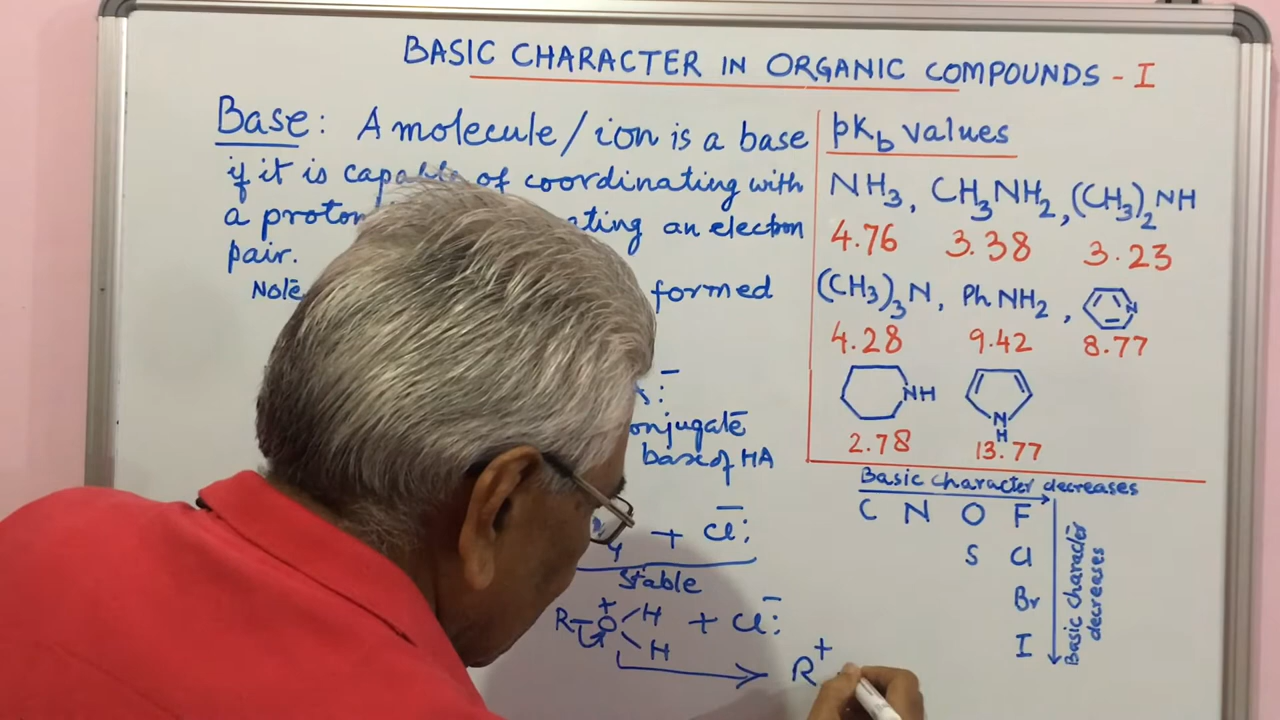 BASIC CHARACTER IN ORGANIC COMPOUNDS - I
Base: A molecule/ion is a base
if it is of coordinating with
a proton an electron
pair.
Note formed
conjugate
base of HA
+ Cl:⁻
Stable
R-O⁺ H H + Cl:⁻
R⁺
pKb values
NH₃, CH₃NH₂, (CH₃)₂NH
4.76 3.38 3.23
(CH₃)₃N, PhNH₂, N
4.28 9.42 8.77
NH N H
2.78 13.77
Basic character decreases
C N O F
S Cl
Br
I
Basic character
decreases